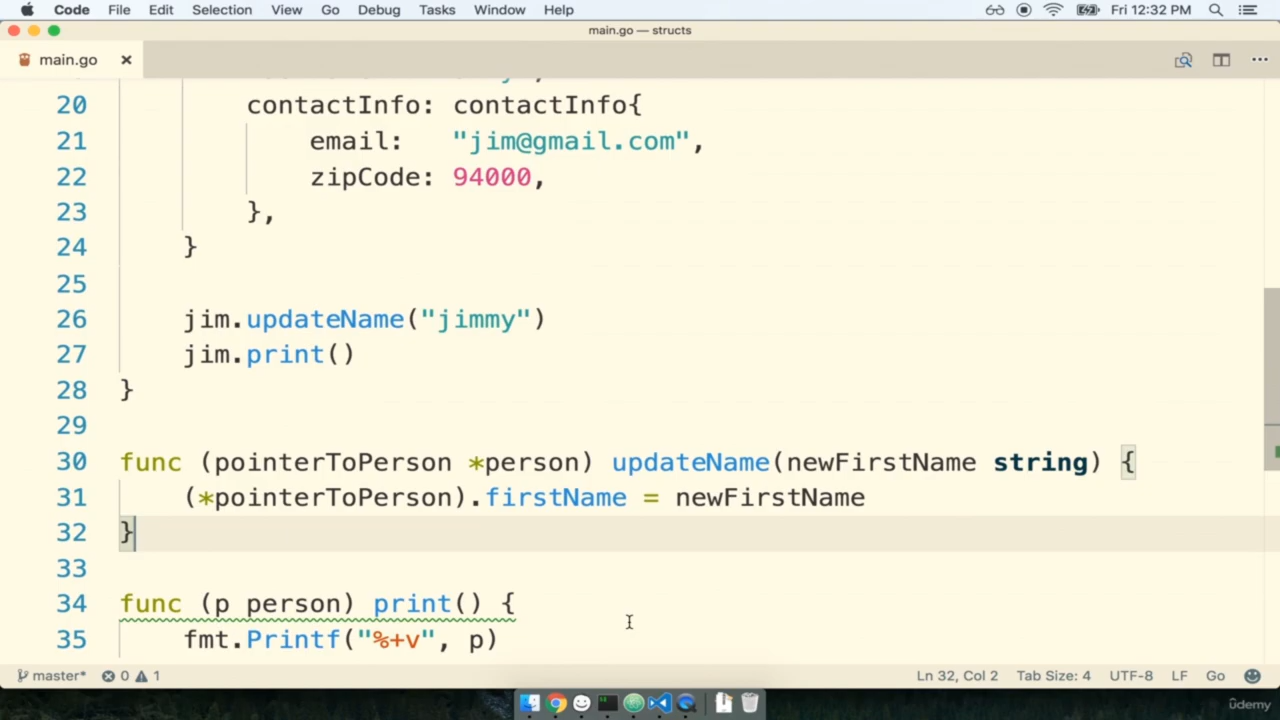 Code File Edit Selection View Go Debug Tasks Window Help Fri 12:32 PM
main.go — structs
main.go
20 contactInfo: contactInfo{
21 email: "jim@gmail.com",
22 zipCode: 94000,
23 },
24 }
25
26 jim.updateName("jimmy")
27 jim.print()
28 }
29
30 func (pointerToPerson *person) updateName(newFirstName string) {
31 (*pointerToPerson).firstName = newFirstName
32 }
33
34 func (p person) print() {
35 fmt.Printf("%+v", p)
master* 0 1 Ln 32, Col 2 Tab Size: 4 UTF-8 LF Go
ûdemy